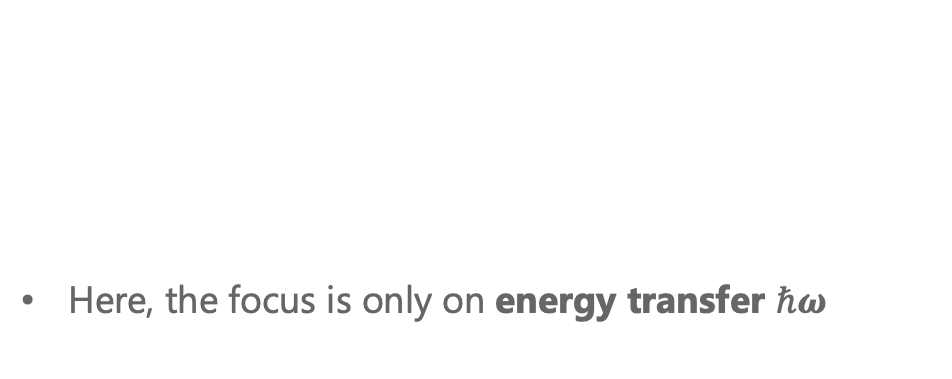 • Here, the focus is only on energy transfer ℏω